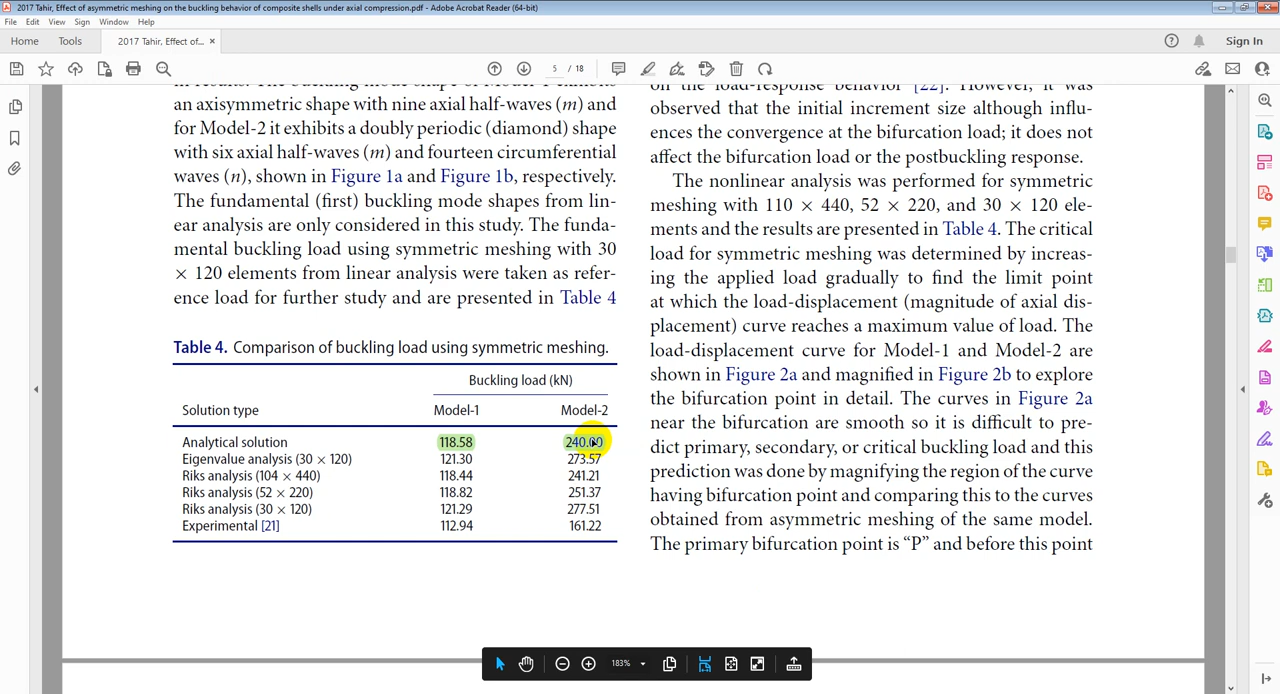 2017 Tahir, Effect of asymmetric meshing on the buckling behavior of composite shells under axial compression.pdf - Adobe Acrobat Reader (64-bit)
File Edit View Sign Window Help
Home Tools 2017 Tahir, Effect of... × Sign In
5 / 18
an axisymmetric shape with nine axial half-waves (m) and
for Model-2 it exhibits a doubly periodic (diamond) shape
with six axial half-waves (m) and fourteen circumferential
waves (n), shown in Figure 1a and Figure 1b, respectively.
The fundamental (first) buckling mode shapes from lin-
ear analysis are only considered in this study. The funda-
mental buckling load using symmetric meshing with 30
× 120 elements from linear analysis were taken as refer-
ence load for further study and are presented in Table 4
Table 4. Comparison of buckling load using symmetric meshing.
Buckling load (kN)
Solution type Model-1 Model-2
Analytical solution 118.58 240.00
Eigenvalue analysis (30 × 120) 121.30 273.57
Riks analysis (104 × 440) 118.44 241.21
Riks analysis (52 × 220) 118.82 251.37
Riks analysis (30 × 120) 121.29 277.51
Experimental [21] 112.94 161.22
on the load-response behavior [22]. However, it was
observed that the initial increment size although influ-
ences the convergence at the bifurcation load; it does not
affect the bifurcation load or the postbuckling response.
The nonlinear analysis was performed for symmetric
meshing with 110 × 440, 52 × 220, and 30 × 120 ele-
ments and the results are presented in Table 4. The critical
load for symmetric meshing was determined by increas-
ing the applied load gradually to find the limit point
at which the load-displacement (magnitude of axial dis-
placement) curve reaches a maximum value of load. The
load-displacement curve for Model-1 and Model-2 are
shown in Figure 2a and magnified in Figure 2b to explore
the bifurcation point in detail. The curves in Figure 2a
near the bifurcation are smooth so it is difficult to pre-
dict primary, secondary, or critical buckling load and this
prediction was done by magnifying the region of the curve
having bifurcation point and comparing this to the curves
obtained from asymmetric meshing of the same model.
The primary bifurcation point is “P” and before this point
183%